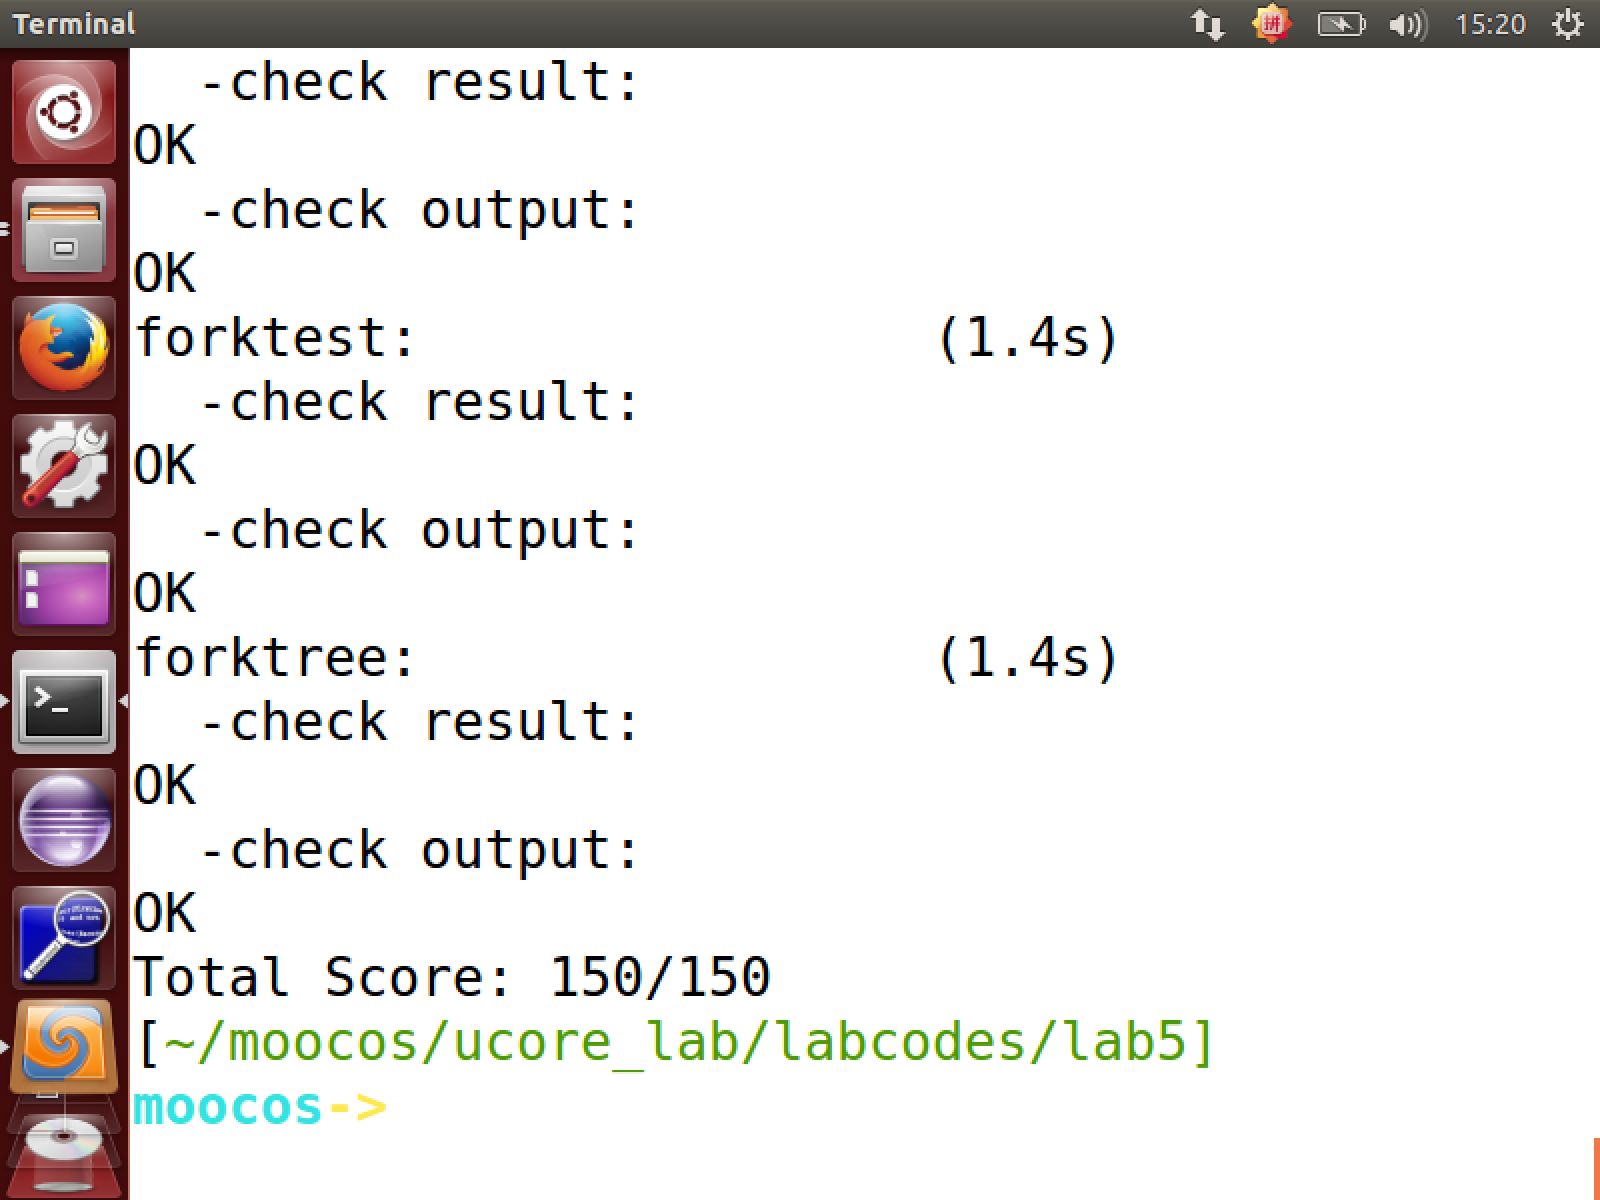 Terminal
拼
15:20
-check result:
OK
-check output:
OK
forktest: (1.4s)
-check result:
OK
-check output:
OK
forktree: (1.4s)
-check result:
OK
-check output:
OK
Total Score: 150/150
[~/moocos/ucore_lab/labcodes/lab5]
moocos->